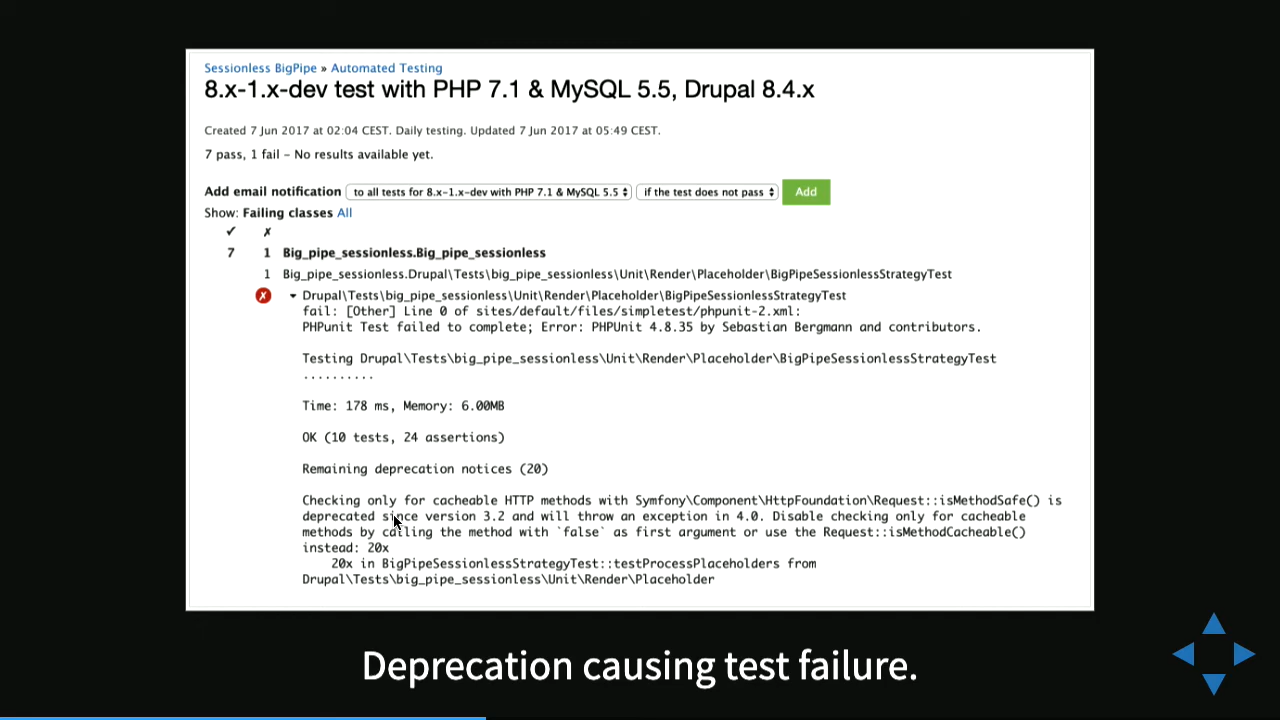 Sessionless BigPipe » Automated Testing
8.x-1.x-dev test with PHP 7.1 & MySQL 5.5, Drupal 8.4.x
Created 7 Jun 2017 at 02:04 CEST. Daily testing. Updated 7 Jun 2017 at 05:49 CEST.
7 pass, 1 fail – No results available yet.
Add email notification to all tests for 8.x-1.x-dev with PHP 7.1 & MySQL 5.5 if the test does not pass Add
Show: Failing classes All
✓ ✗
7 1 Big_pipe_sessionless.Big_pipe_sessionless
1 Big_pipe_sessionless.Drupal\Tests\big_pipe_sessionless\Unit\Render\Placeholder\BigPipeSessionlessStrategyTest
Drupal\Tests\big_pipe_sessionless\Unit\Render\Placeholder\BigPipeSessionlessStrategyTest
fail: [Other] Line 0 of sites/default/files/simpletest/phpunit-2.xml:
PHPunit Test failed to complete; Error: PHPUnit 4.8.35 by Sebastian Bergmann and contributors.
Testing Drupal\Tests\big_pipe_sessionless\Unit\Render\Placeholder\BigPipeSessionlessStrategyTest
..........
Time: 178 ms, Memory: 6.00MB
OK (10 tests, 24 assertions)
Remaining deprecation notices (20)
Checking only for cacheable HTTP methods with Symfony\Component\HttpFoundation\Request::isMethodSafe() is
deprecated since version 3.2 and will throw an exception in 4.0. Disable checking only for cacheable
methods by calling the method with `false` as first argument or use the Request::isMethodCacheable()
instead: 20x
20x in BigPipeSessionlessStrategyTest::testProcessPlaceholders from
Drupal\Tests\big_pipe_sessionless\Unit\Render\Placeholder
Deprecation causing test failure.